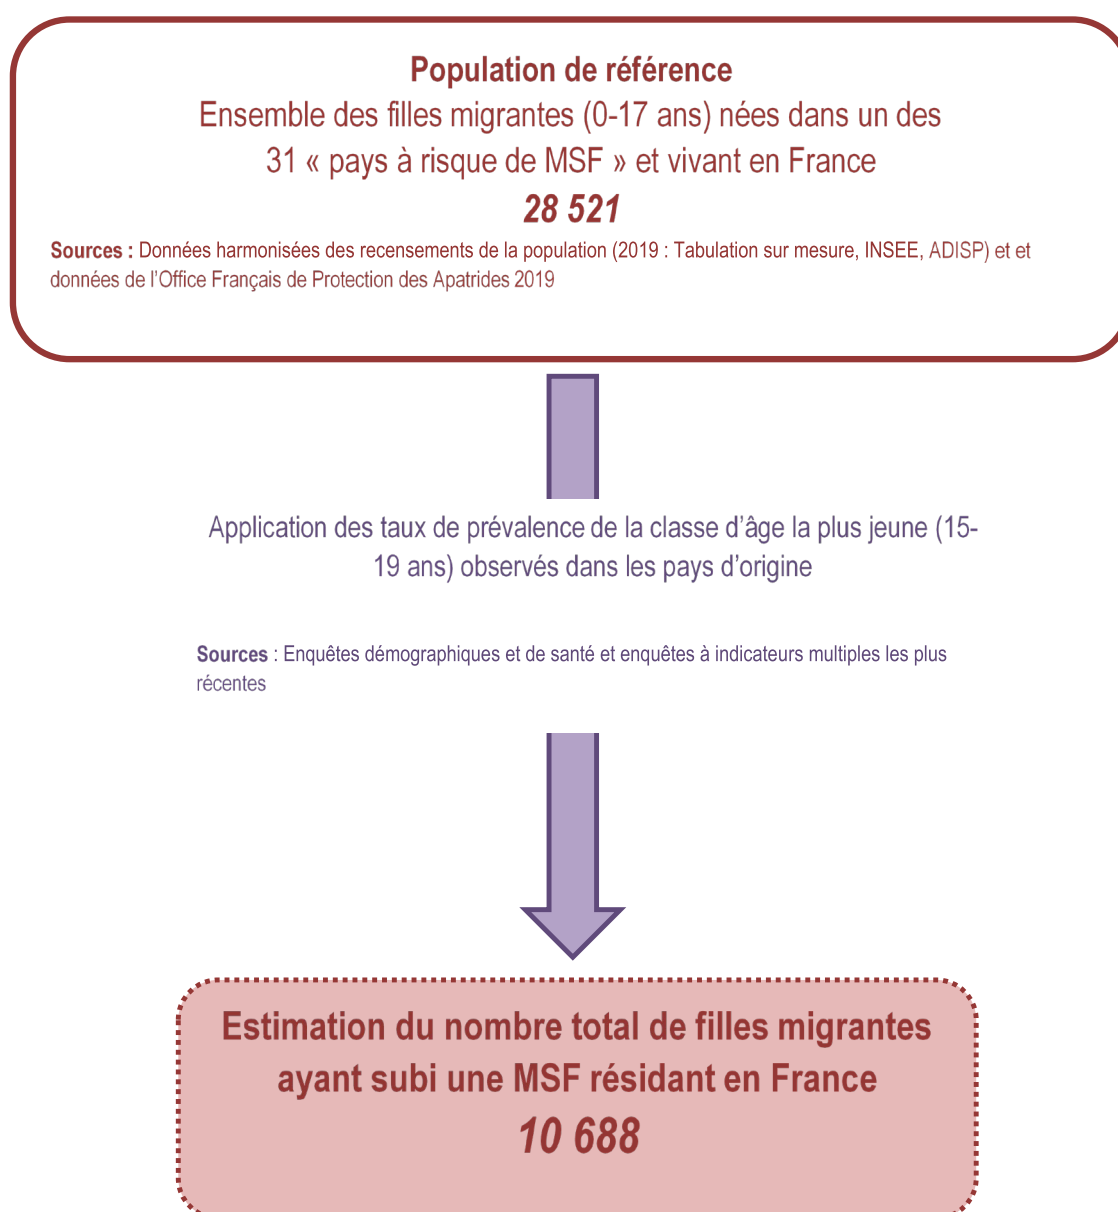 Population de référence
Ensemble des filles migrantes (0-17 ans) nées dans un des
31 « pays à risque de MSF » et vivant en France
28 521
Sources : Données harmonisées des recensements de la population (2019 : Tabulation sur mesure, INSEE, ADISP) et et
données de l'Office Français de Protection des Apatrides 2019
Application des taux de prévalence de la classe d'âge la plus jeune (15-
19 ans) observés dans les pays d'origine
Sources : Enquêtes démographiques et de santé et enquêtes à indicateurs multiples les plus
récentes
Estimation du nombre total de filles migrantes
ayant subi une MSF résidant en France
10 688